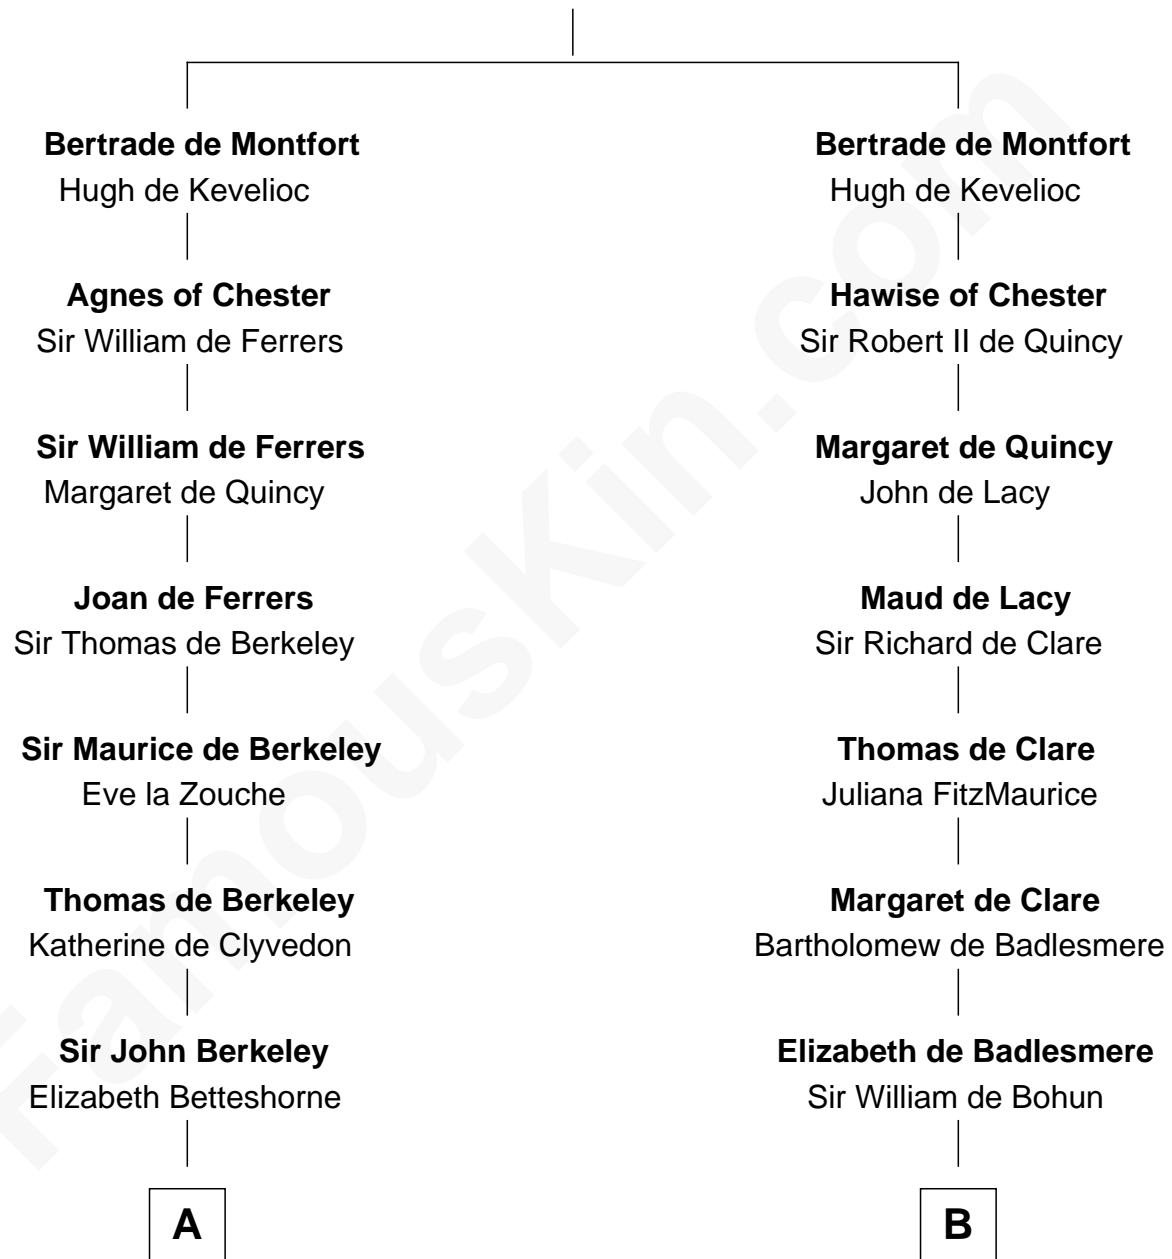 Bertrade de Montfort
Hugh de Kevelioc
Agnes of Chester
Sir William de Ferrers
Sir William de Ferrers
Margaret de Quincy
Joan de Ferrers
Sir Thomas de Berkeley
Sir Maurice de Berkeley
Eve la Zouche
Thomas de Berkeley
Katherine de Clyvedon
Sir John Berkeley
Elizabeth Betteshorne
A
Bertrade de Montfort
Hugh de Kevelioc
Hawise of Chester
Sir Robert II de Quincy
Margaret de Quincy
John de Lacy
Maud de Lacy
Sir Richard de Clare
Thomas de Clare
Juliana FitzMaurice
Margaret de Clare
Bartholomew de Badlesmere
Elizabeth de Badlesmere
Sir William de Bohun
B
FamousKin.com